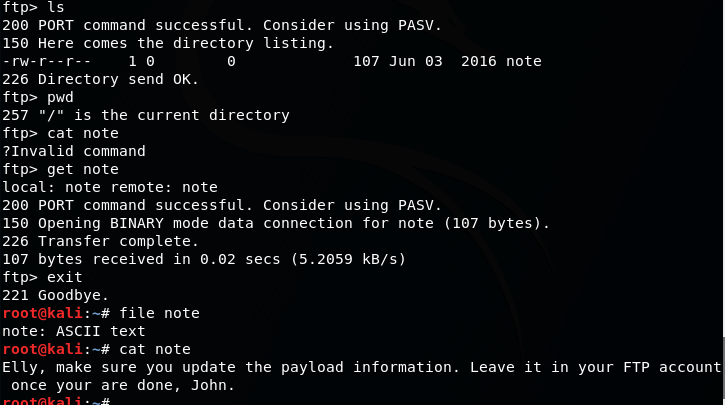 ftp> ls
200 PORT command successful. Consider using PASV.
150 Here comes the directory listing.
-rw-r--r--    1 0        0             107 Jun 03  2016 note
226 Directory send OK.
ftp> pwd
257 "/" is the current directory
ftp> cat note
?Invalid command
ftp> get note
local: note remote: note
200 PORT command successful. Consider using PASV.
150 Opening BINARY mode data connection for note (107 bytes).
226 Transfer complete.
107 bytes received in 0.02 secs (5.2059 kB/s)
ftp> exit
221 Goodbye.
root@kali:~# file note
note: ASCII text
root@kali:~# cat note
Elly, make sure you update the payload information. Leave it in your FTP account
 once your are done, John.
root@kali:~#